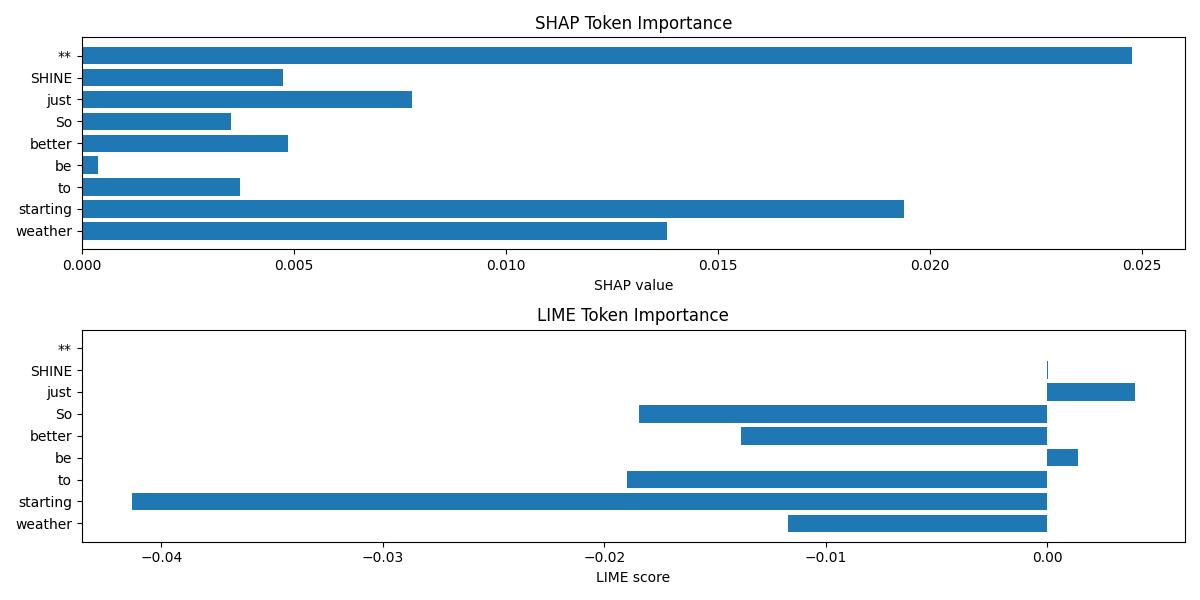 SHAP Token Importance
**
SHINE
just
So
better
be
to
starting
weather
0.000 0.005 0.010 0.015 0.020 0.025
SHAP value
LIME Token Importance
**
SHINE
just
So
better
be
to
starting
weather
−0.04 −0.03 −0.02 −0.01 0.00
LIME score